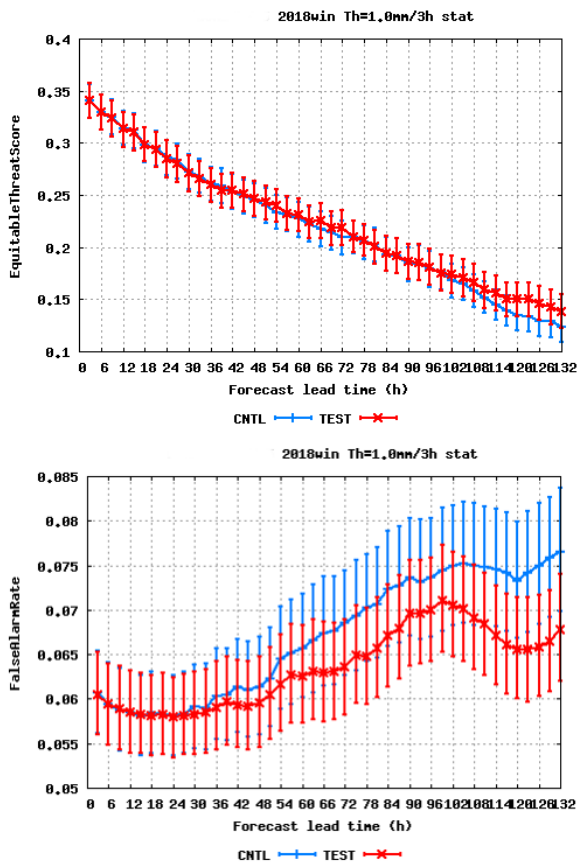 2018win Th=1.0mm/3h stat
0.4
0.35
0.3
0.25
0.2
0.15
0.1
EquitableThreatScore
0 6 12 18 24 30 36 42 48 54 60 66 72 78 84 90 96 102 108 114 120 126 132
Forecast lead time (h)
CNTL TEST
2018win Th=1.0mm/3h stat
0.085
0.08
0.075
0.07
0.065
0.06
0.055
0.05
FalseAlarmRate
0 6 12 18 24 30 36 42 48 54 60 66 72 78 84 90 96 102 108 114 120 126 132
Forecast lead time (h)
CNTL TEST